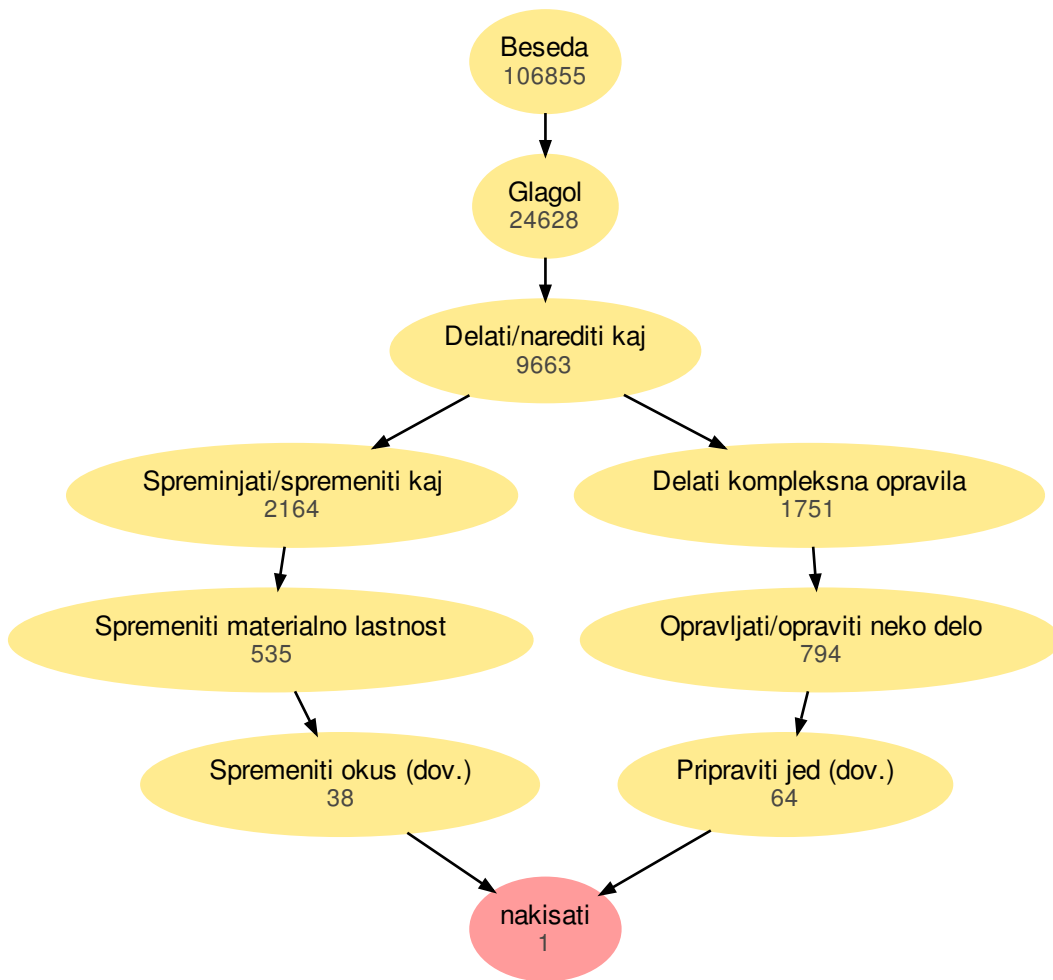 Beseda
106855
Glagol
24628
Delati/narediti kaj
9663
Spreminjati/spremeniti kaj
2164
Delati kompleksna opravila
1751
Spremeniti materialno lastnost
535
Opravljati/opraviti neko delo
794
Spremeniti okus (dov.)
38
Pripraviti jed (dov.)
64
nakisati
1